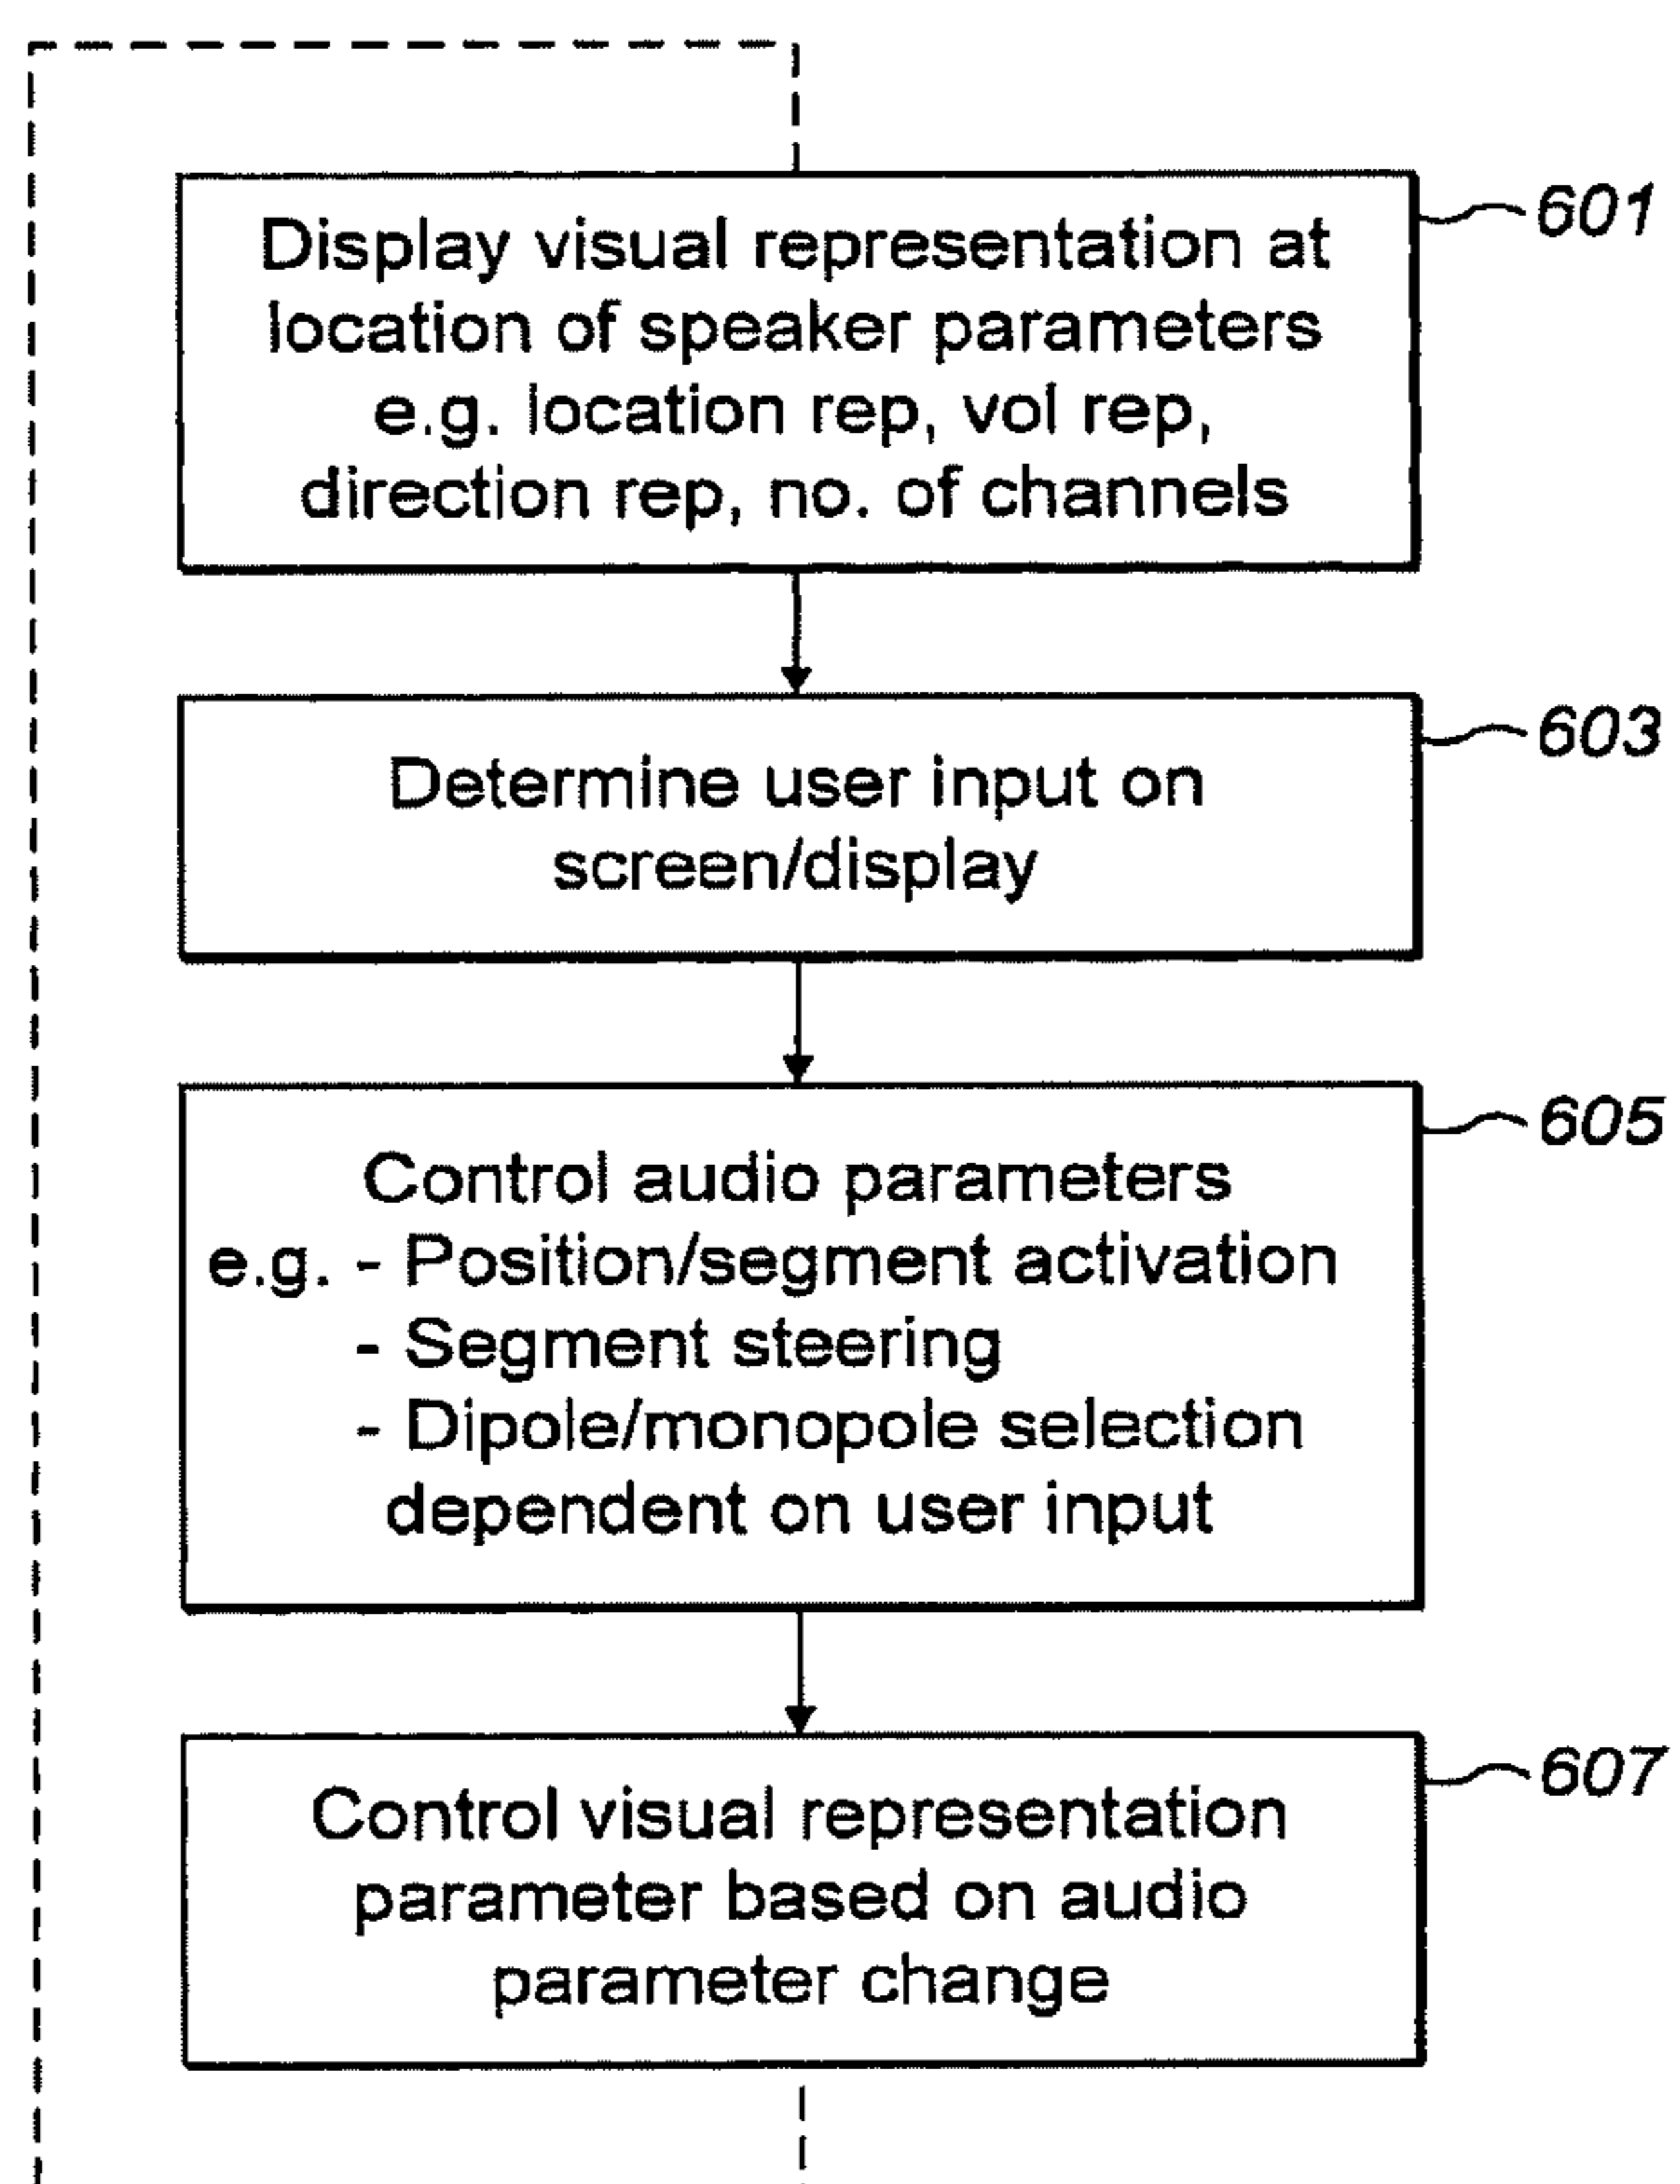 Display visual representation at
location of speaker parameters
e.g. location rep, vol rep,
direction rep, no. of channels
601
Determine user input on
screen/display
603
Control audio parameters
e.g. - Position/segment activation
- Segment steering
- Dipole/monopole selection
dependent on user input
605
Control visual representation
parameter based on audio
parameter change
607